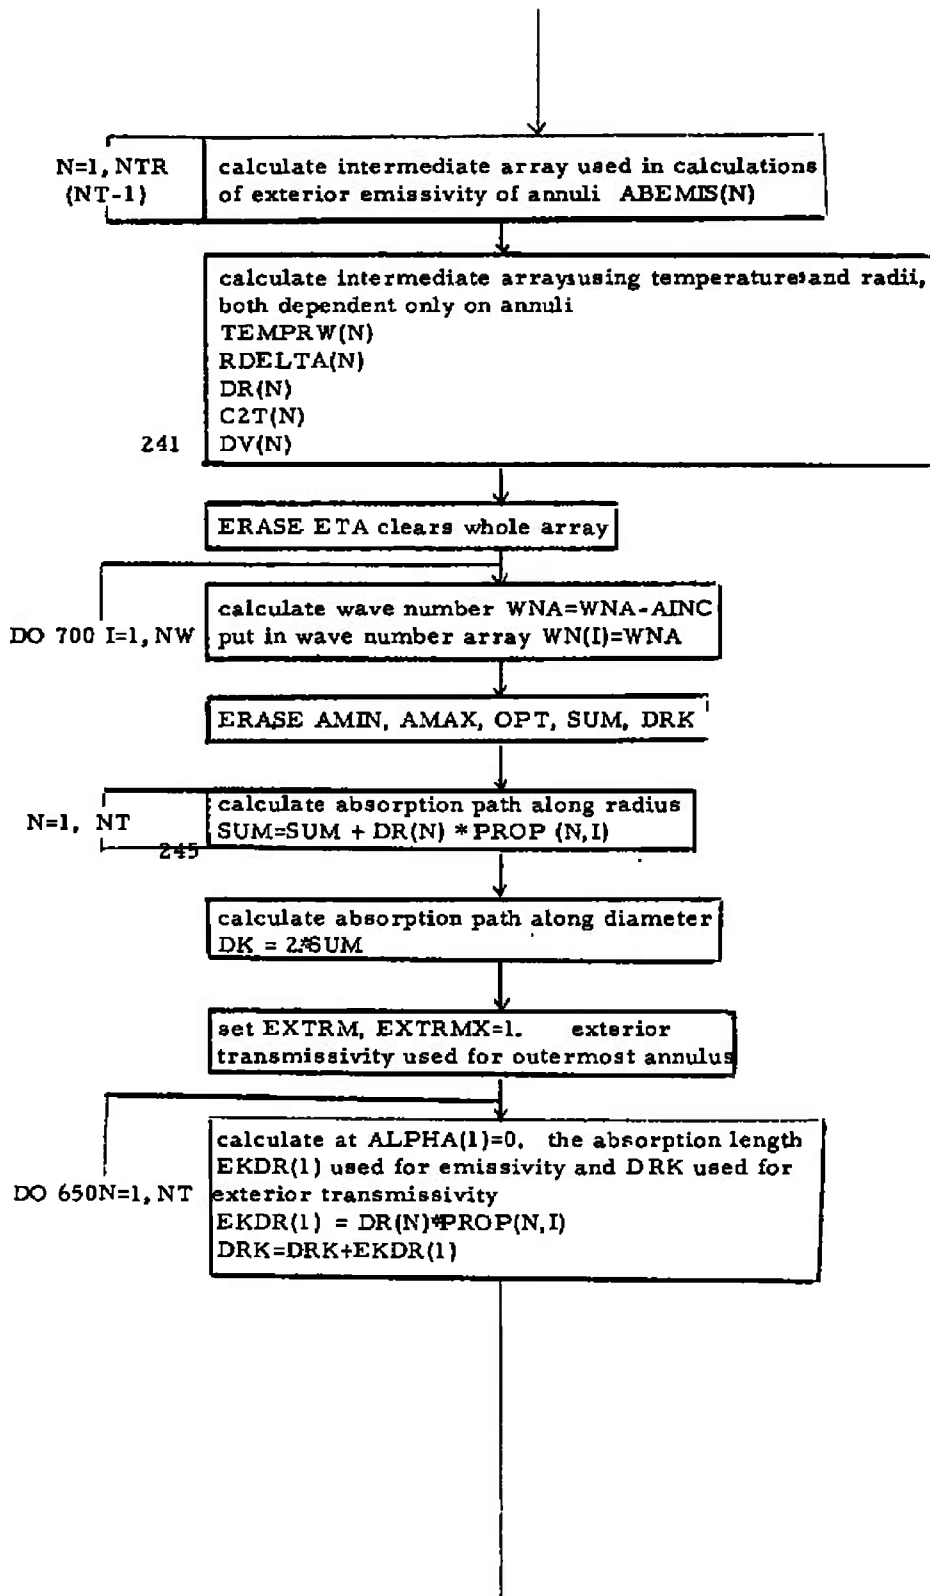 N=1, NTR
(NT-1)
calculate intermediate array used in calculations
of exterior emissivity of annuli ABEMIS(N)
calculate intermediate arrays using temperatures and radii,
both dependent only on annuli
TEMPRW(N)
RDELTA(N)
DR(N)
C2T(N)
241
DV(N)
ERASE ETA clears whole array
DO 700 I=1, NW
calculate wave number WNA=WNA-AINC
put in wave number array WN(I)=WNA
ERASE AMIN, AMAX, OPT, SUM, DRK
N=1, NT
245
calculate absorption path along radius
SUM=SUM + DR(N) * PROP (N,I)
calculate absorption path along diameter
DK = 2.*SUM
set EXTRM, EXTRMX=1. exterior
transmissivity used for outermost annulus
DO 650N=1, NT
calculate at ALPHA(1)=0, the absorption length
EKDR(1) used for emissivity and DRK used for
exterior transmissivity
EKDR(1) = DR(N)*PROP(N,I)
DRK=DRK+EKDR(1)